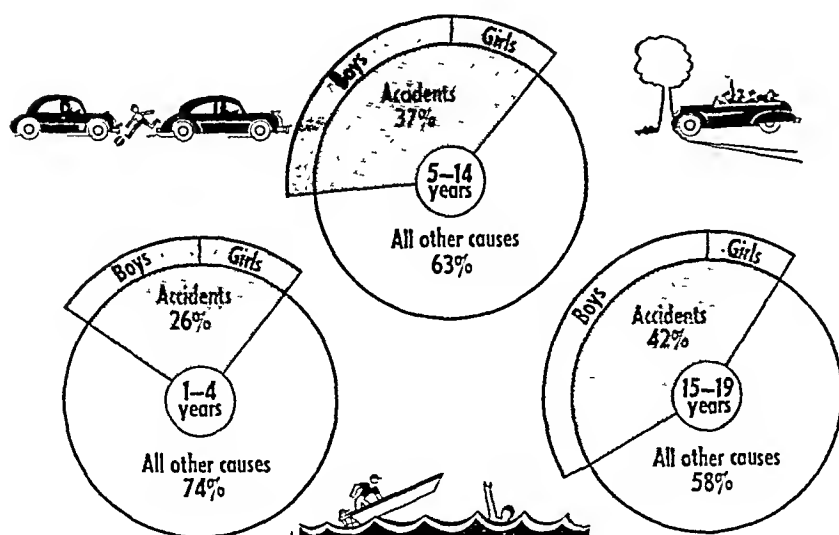 Boys Girls
Accidents
37%
5–14
years
All other causes
63%
Boys Girls
Accidents
26%
1–4
years
All other causes
74%
Boys Girls
Accidents
42%
15–19
years
All other causes
58%